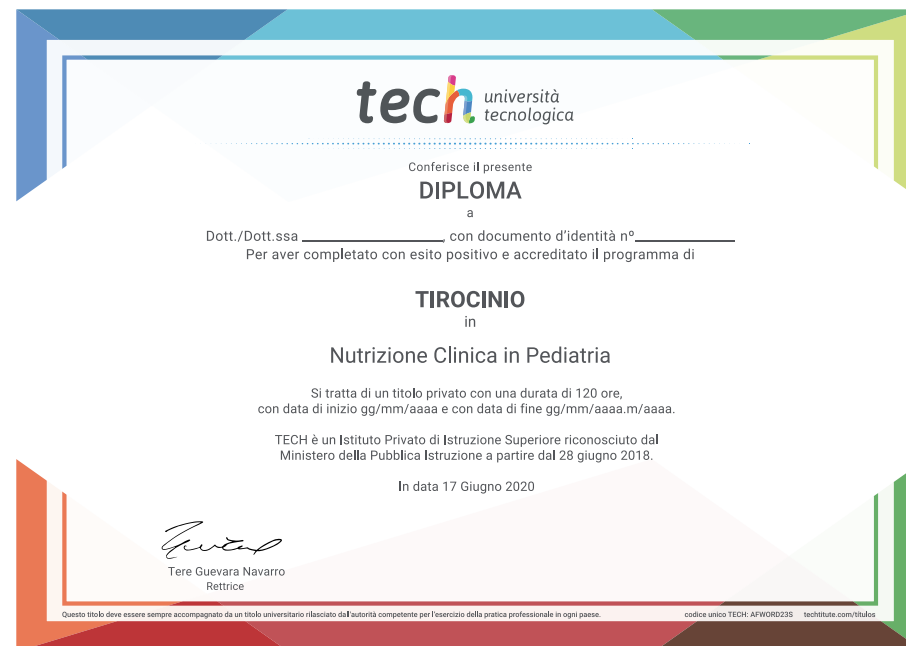 tech università
tecnologica
Conferisce il presente
DIPLOMA
a
Dott./Dott.ssa ____________________, con documento d'identità nº______________
Per aver completato con esito positivo e accreditato il programma di
TIROCINIO
in
Nutrizione Clinica in Pediatria
Si tratta di un titolo privato con una durata di 120 ore,
con data di inizio gg/mm/aaaa e con data di fine gg/mm/aaaa.m/aaaa.
TECH è un Istituto Privato di Istruzione Superiore riconosciuto dal
Ministero della Pubblica Istruzione a partire dal 28 giugno 2018.
In data 17 Giugno 2020
Tere Guevara Navarro
Rettrice
Questo titolo deve essere sempre accompagnato da un titolo universitario rilasciato dall'autorità competente per l'esercizio della pratica professionale in ogni paese. codice unico TECH: AFWORD23S techtitute.com/títulos